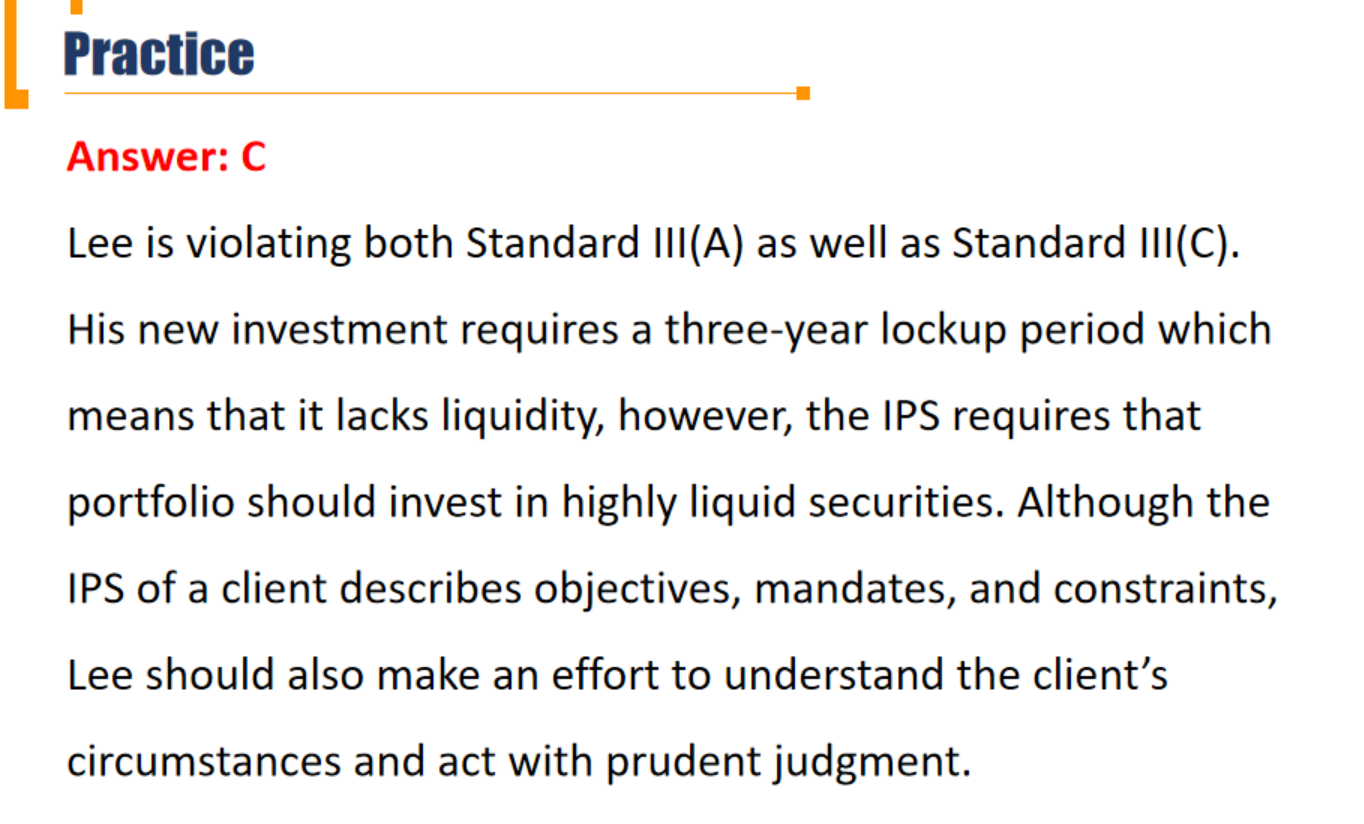 Practice
Answer: C
Lee is violating both Standard III(A) as well as Standard III(C).
His new investment requires a three-year lockup period which
means that it lacks liquidity, however, the IPS requires that
portfolio should invest in highly liquid securities. Although the
IPS of a client describes objectives, mandates, and constraints,
Lee should also make an effort to understand the client’s
circumstances and act with prudent judgment.